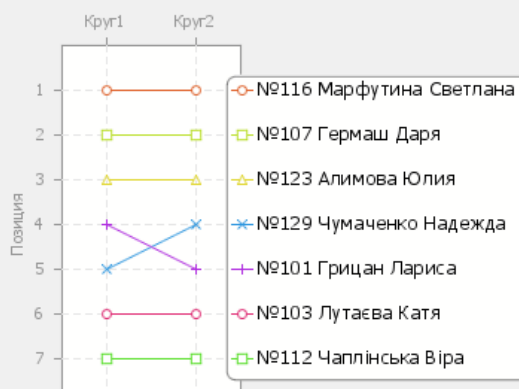 Круг1 Круг2
Позиция
1 №116 Марфутина Светлана
2 №107 Гермаш Даря
3 №123 Алимова Юлия
4 №129 Чумаченко Надежда
5 №101 Грицан Лариса
6 №103 Лутаєва Катя
7 №112 Чаплінська Віра